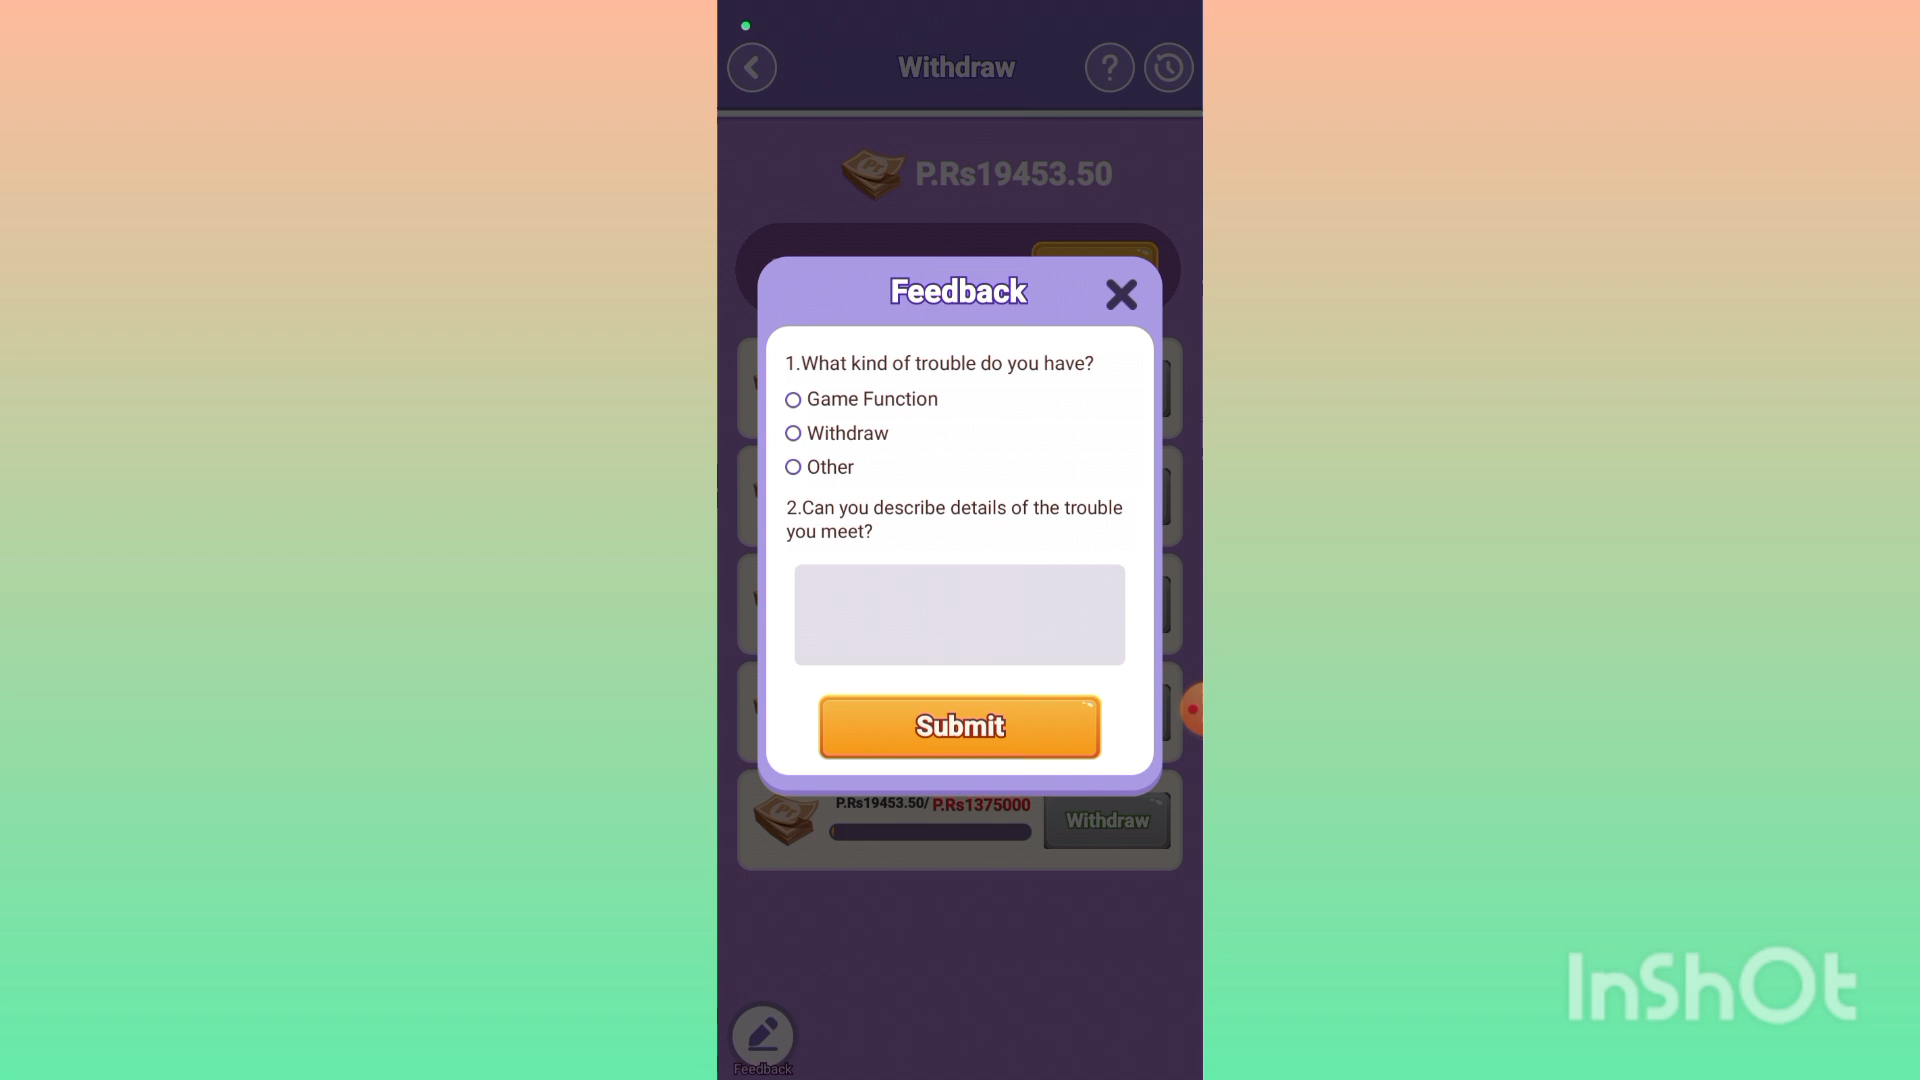 Withdraw
?
P.Rs19453.50
Feedback
1.What kind of trouble do you have?
Game Function
Withdraw
Other
2.Can you describe details of the trouble
you meet?
Submit
P.Rs19453.50/ P.Rs1375000
Withdraw
Feedback
InShOt